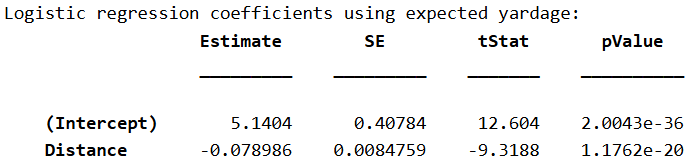 Logistic regression coefficients using expected yardage:
Estimate SE tStat pValue
(Intercept) 5.1404 0.40784 12.604 2.0043e-36
Distance -0.078986 0.0084759 -9.3188 1.1762e-20